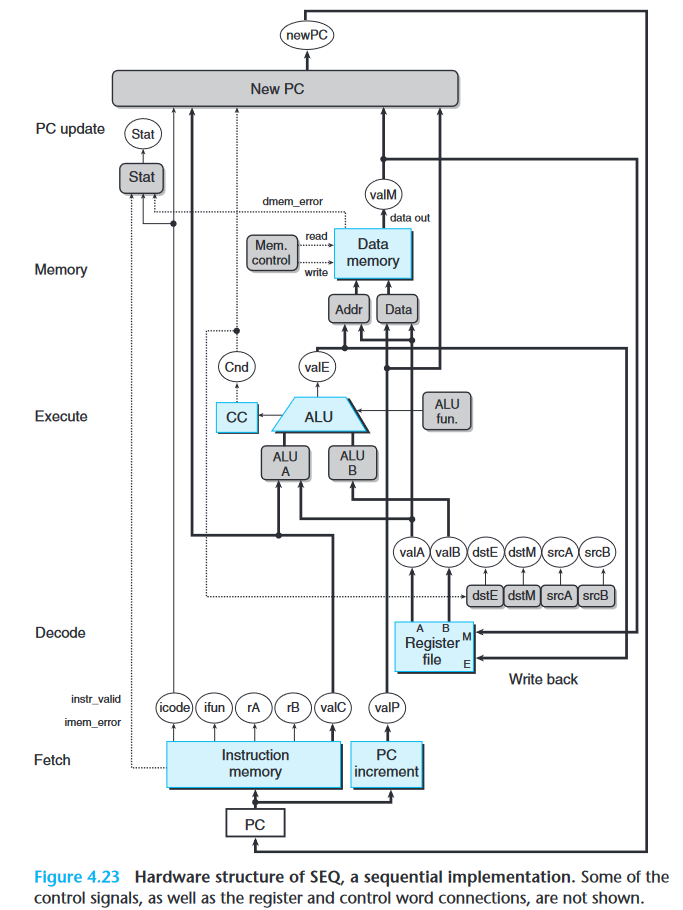 newPC
New PC
PC update
Stat
Stat
valM
dmem_error
data out
read
Mem.
control
Data
memory
write
Memory
Addr
Data
Cnd
valE
ALU
fun.
CC
ALU
Execute
ALU
A
ALU
B
valA
valB
dstE
dstM
srcA
srcB
dstE
dstM
srcA
srcB
A
B
M
Register
file
E
Decode
Write back
instr_valid
icode
ifun
rA
rB
valC
valP
imem_error
Instruction
memory
PC
increment
Fetch
PC
Figure 4.23 Hardware structure of SEQ, a sequential implementation. Some of the
control signals, as well as the register and control word connections, are not shown.